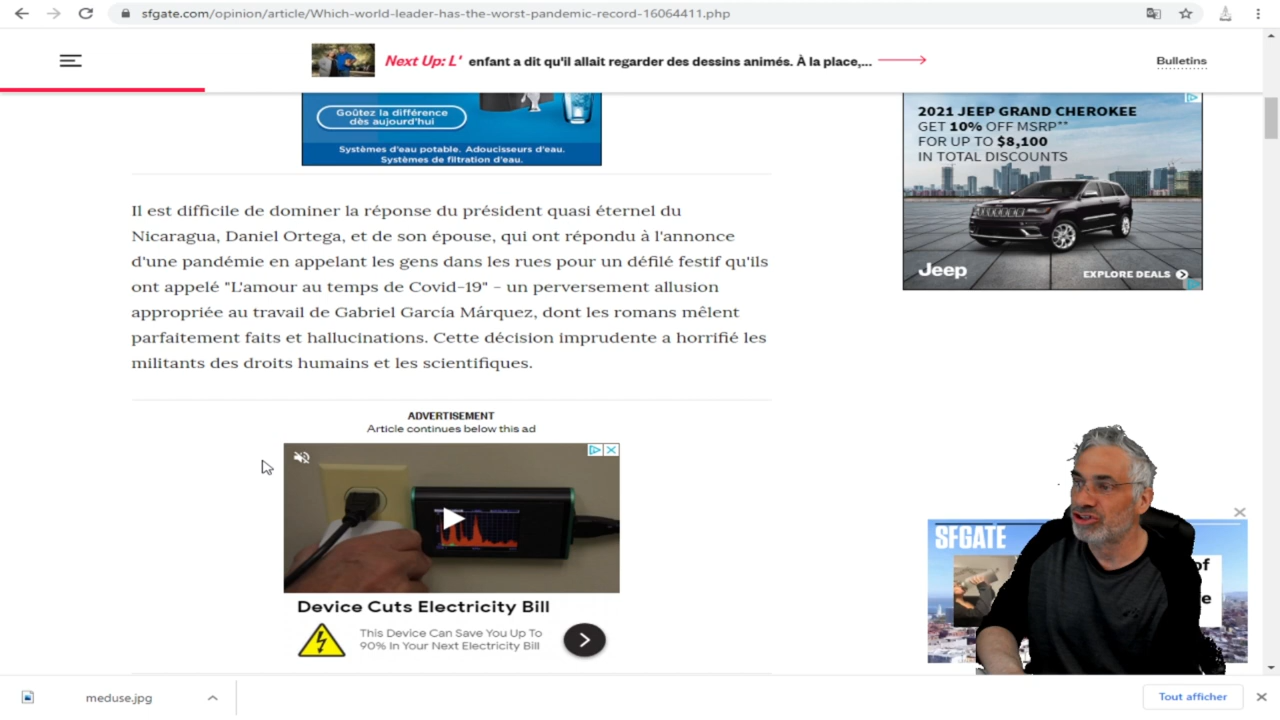 sfgate.com/opinion/article/Which-world-leader-has-the-worst-pandemic-record-16064411.php
Next Up: L' enfant a dit qu'il allait regarder des dessins animés. À la place,...
Bulletins
Goûtez la différence
dès aujourd'hui
Systèmes d'eau potable. Adoucisseurs d'eau.
Systèmes de filtration d'eau.
2021 JEEP GRAND CHEROKEE
GET 10% OFF MSRP**
FOR UP TO $8,100
IN TOTAL DISCOUNTS
Jeep
EXPLORE DEALS
Il est difficile de dominer la réponse du président quasi éternel du
Nicaragua, Daniel Ortega, et de son épouse, qui ont répondu à l'annonce
d'une pandémie en appelant les gens dans les rues pour un défilé festif qu'ils
ont appelé "L'amour au temps de Covid-19" - un perversement allusion
appropriée au travail de Gabriel García Márquez, dont les romans mêlent
parfaitement faits et hallucinations. Cette décision imprudente a horrifié les
militants des droits humains et les scientifiques.
ADVERTISEMENT
Article continues below this ad
Device Cuts Electricity Bill
This Device Can Save You Up To
90% In Your Next Electricity Bill
SFGATE
of
e
meduse.jpg
Tout afficher